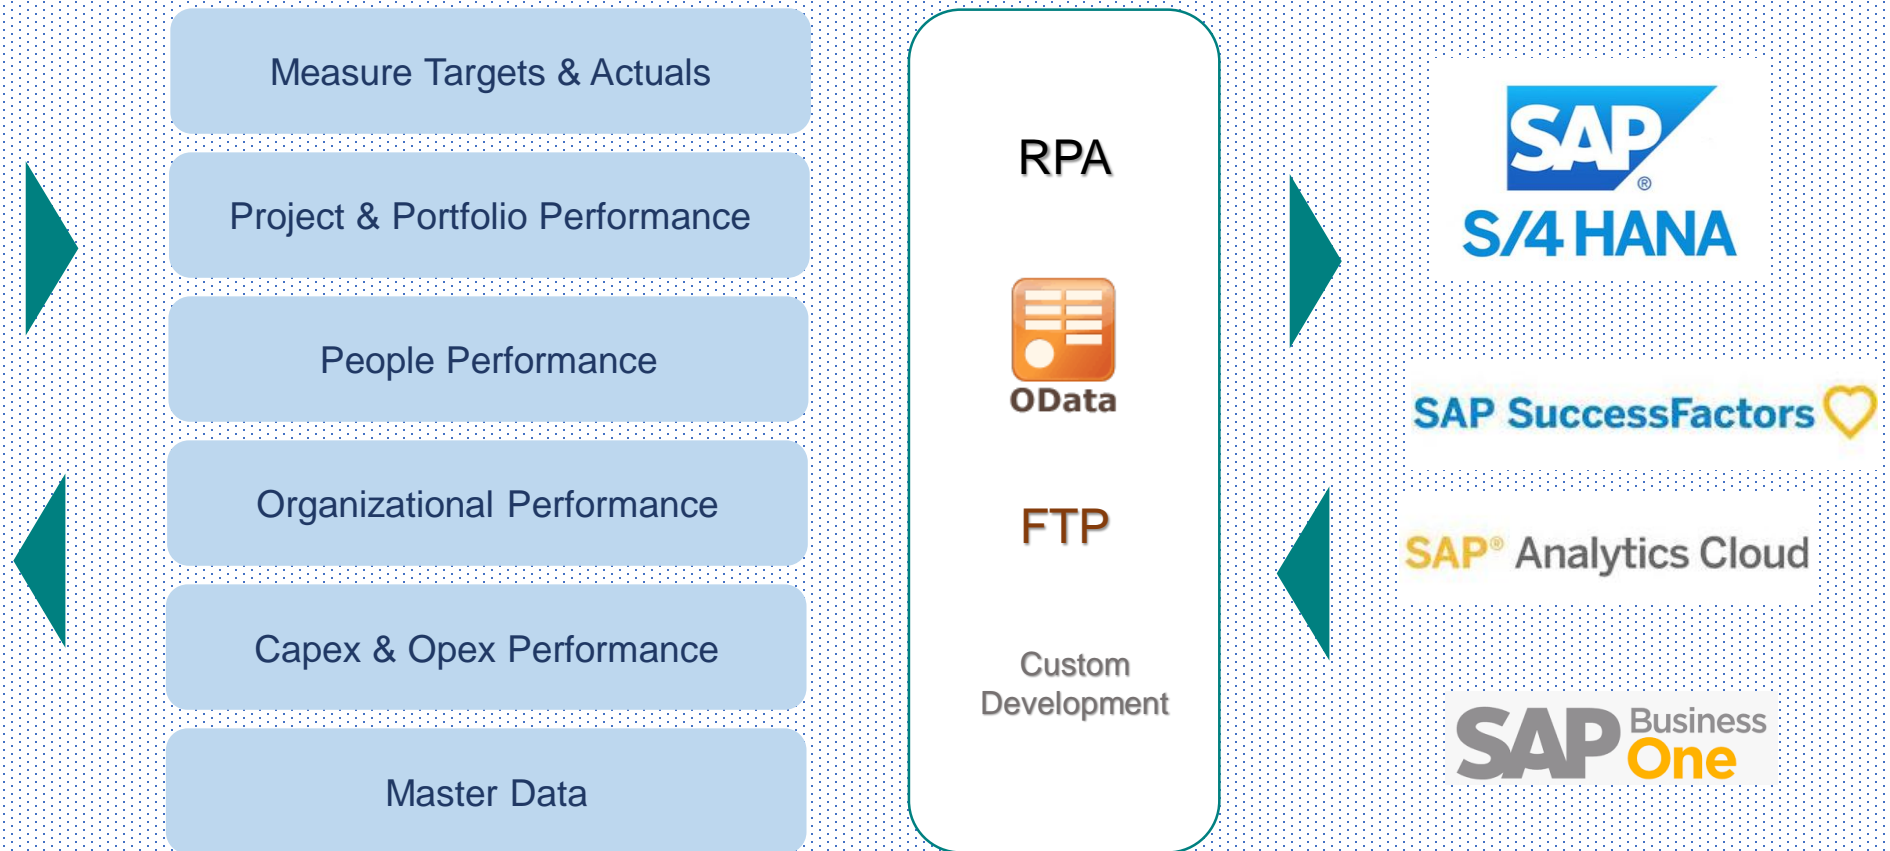 Measure Targets & Actuals
Project & Portfolio Performance
People Performance
Organizational Performance
Capex & Opex Performance
Master Data
RPA
OData
FTP
Custom
Development
SAP
®
S/4 HANA
SAP SuccessFactors
SAP® Analytics Cloud
SAP Business
One